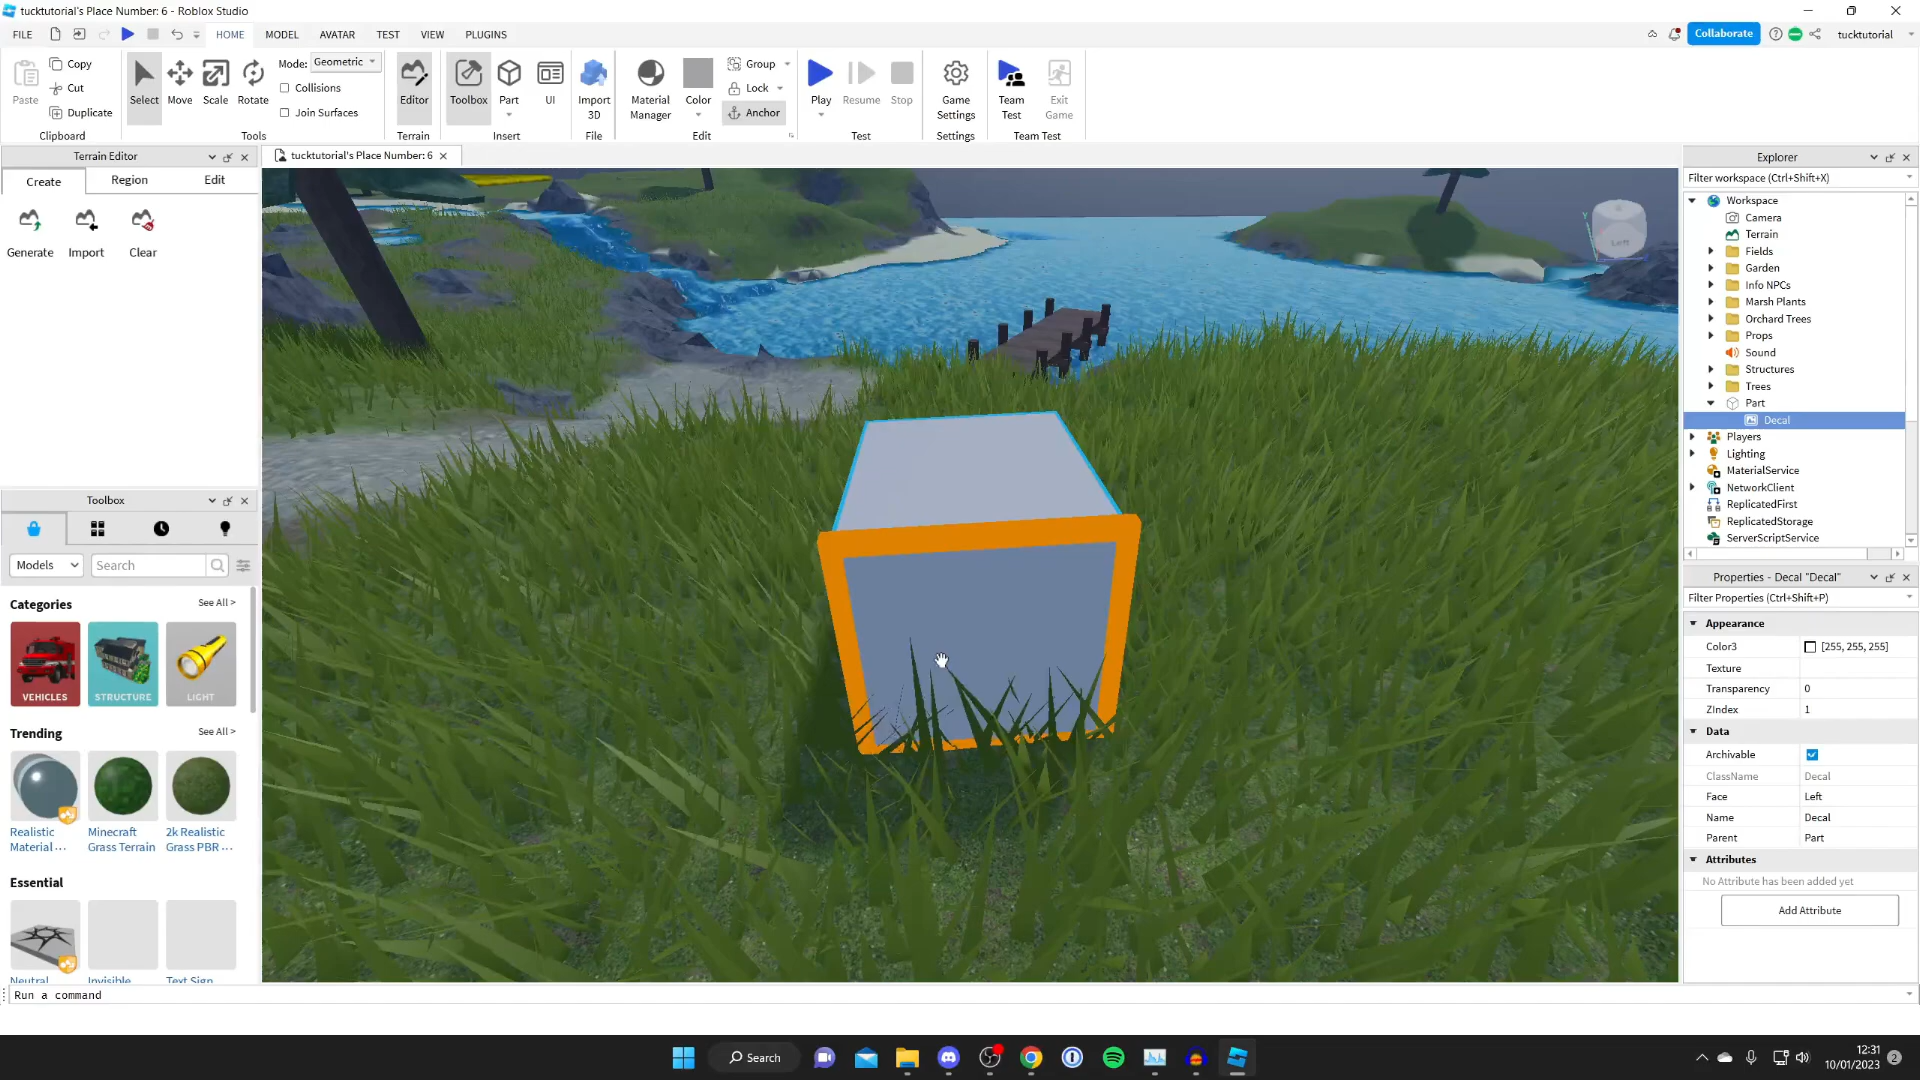 tucktutorial's Place Number: 6 - Roblox Studio
FILE HOME MODEL AVATAR TEST VIEW PLUGINS Collaborate tucktutorial
Paste
Copy
Cut
Duplicate
Clipboard
Select
Move
Scale
Rotate
Mode: Geometric
Collisions
Join Surfaces
Tools
Editor
Terrain
Toolbox
Part
UI
Insert
Import 3D
File
Material Manager
Color
Group
Lock
Anchor
Edit
Play
Resume
Stop
Test
Game Settings
Settings
Team Test
Exit Game
Team Test
Terrain Editor
Create Region Edit
Generate Import Clear
tucktutorial's Place Number: 6
Left
Y
Toolbox
Models Search
Categories See All >
VEHICLES STRUCTURE LIGHT
Trending See All >
Realistic Material ...
Minecraft Grass Terrain
2k Realistic Grass PBR ...
Essential
Neutral Invisible Text Sign
Explorer
Filter workspace (Ctrl+Shift+X)
Workspace
Camera
Terrain
Fields
Garden
Info NPCs
Marsh Plants
Orchard Trees
Props
Sound
Structures
Trees
Part
Decal
Players
Lighting
MaterialService
NetworkClient
ReplicatedFirst
ReplicatedStorage
ServerScriptService
Properties - Decal "Decal"
Filter Properties (Ctrl+Shift+P)
Appearance
Color3 [255, 255, 255]
Texture
Transparency 0
ZIndex 1
Data
Archivable
ClassName Decal
Face Left
Name Decal
Parent Part
Attributes
No Attribute has been added yet
Add Attribute
Run a command
Search
12:31
10/01/2023
2